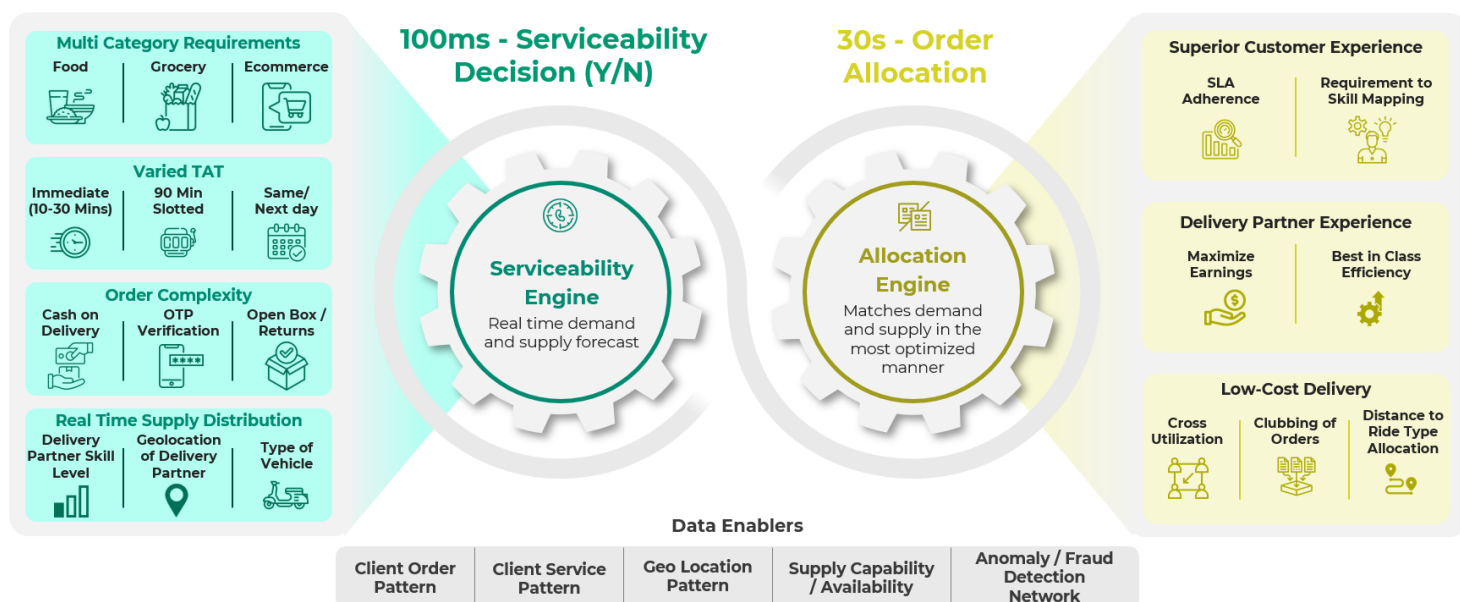 Multi Category Requirements
Food
Grocery
Ecommerce
Varied TAT
Immediate
(10-30 Mins)
90 Min
Slotted
Same/
Next day
Order Complexity
Cash on
Delivery
OTP
Verification
Open Box /
Returns
****
Real Time Supply Distribution
Delivery
Partner Skill
Level
Geolocation
of Delivery
Partner
Type of
Vehicle
100ms - Serviceability
Decision (Y/N)
Serviceability
Engine
Real time demand
and supply forecast
30s - Order
Allocation
Allocation
Engine
Matches demand
and supply in the
most optimized
manner
Superior Customer Experience
SLA
Adherence
Requirement to
Skill Mapping
Delivery Partner Experience
Maximize
Earnings
$
Best in Class
Efficiency
Low-Cost Delivery
Cross
Utilization
Clubbing of
Orders
Distance to
Ride Type
Allocation
Data Enablers
Client Order
Pattern
Client Service
Pattern
Geo Location
Pattern
Supply Capability
/ Availability
Anomaly / Fraud
Detection
Network